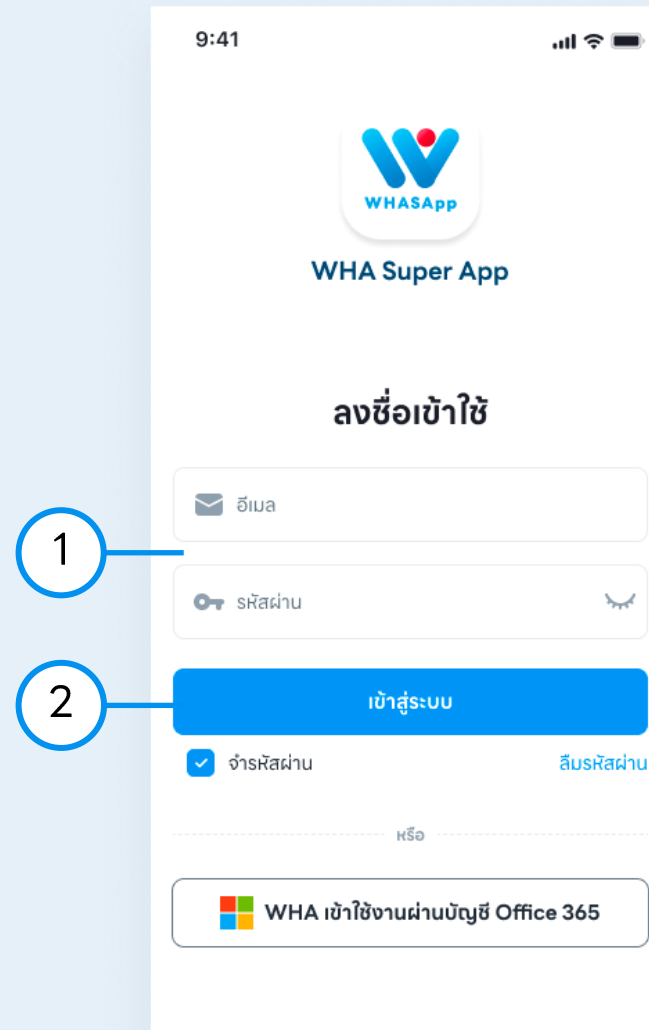 9:41
WHASApp
WHA Super App
ลงชื่อเข้าใช้
อีเมล
1
รหัสผ่าน
2
เข้าสู่ระบบ
จำรหัสผ่าน
ลืมรหัสผ่าน
หรือ
WHA เข้าใช้งานผ่านบัญชี Office 365